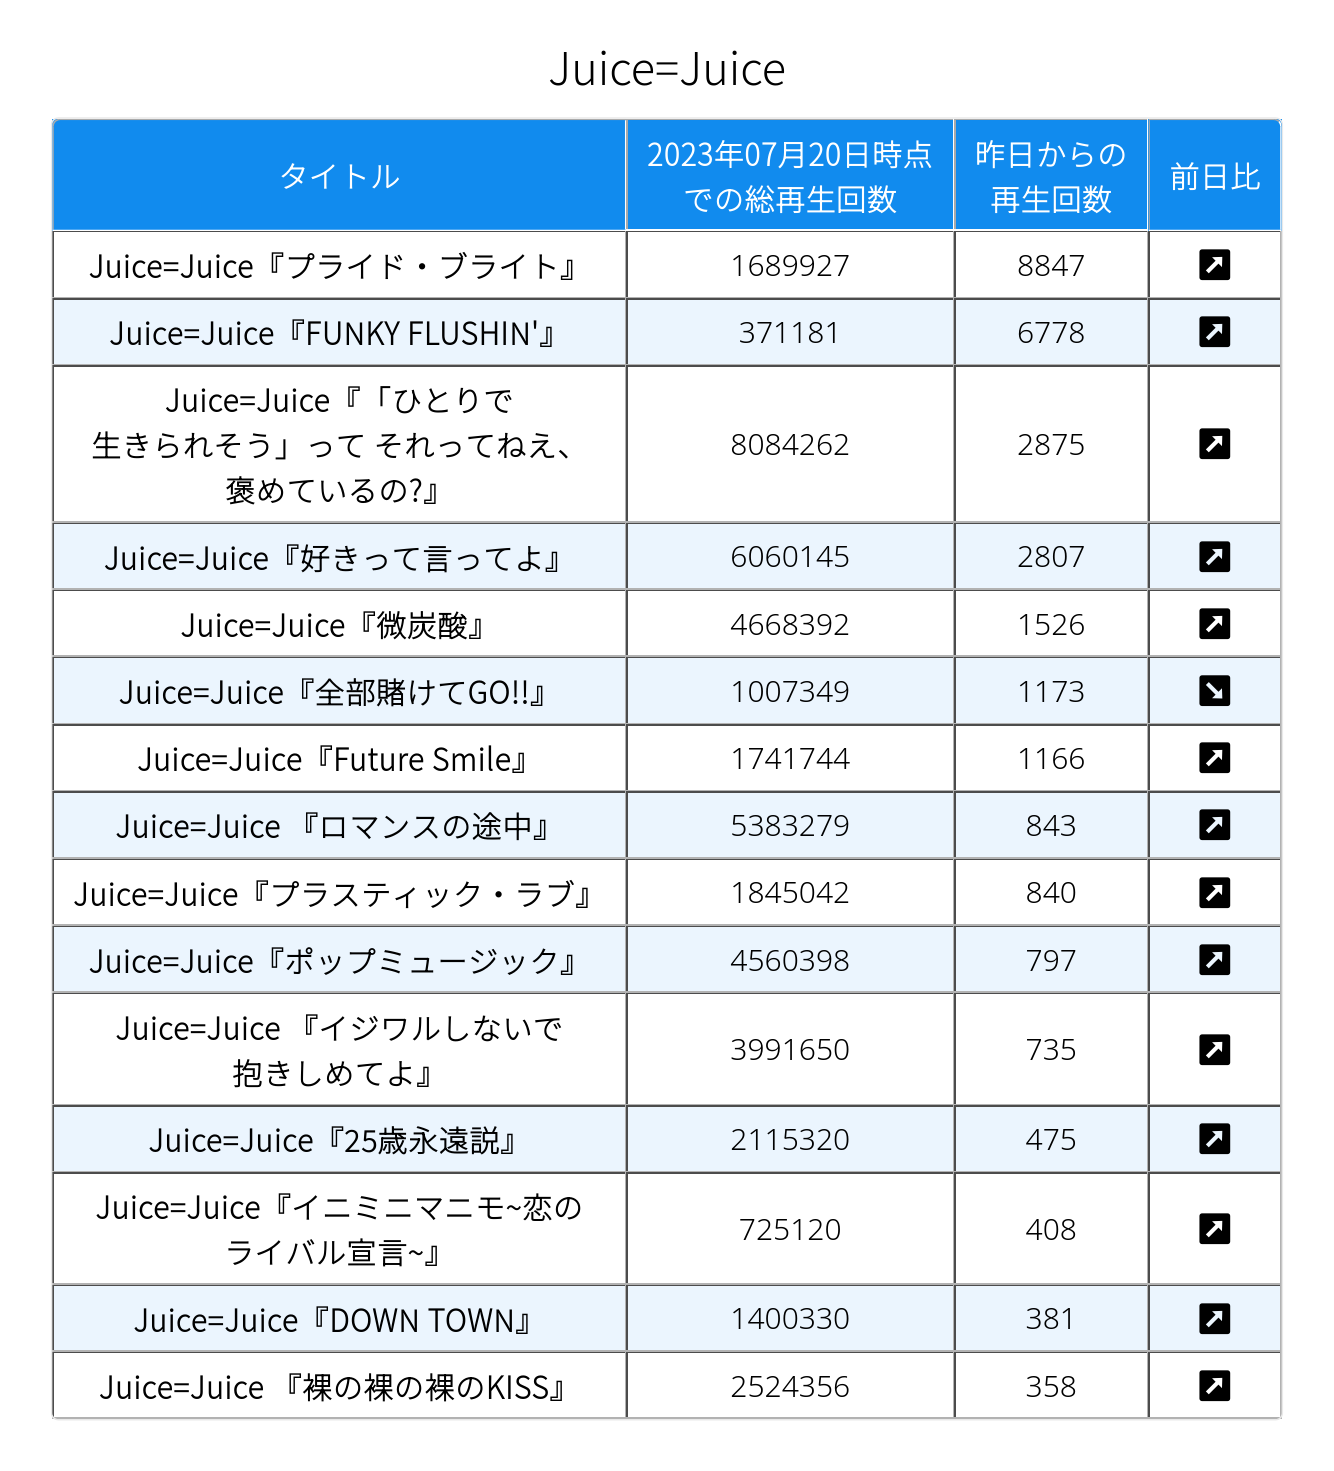 Juice=Juice
タイトル
2023年07月20日時点
での総再生回数
昨日からの
再生回数
前日比
Juice=Juice『プライド・ブライト』
1689927
8847
Juice=Juice『FUNKY FLUSHIN'』
371181
6778
Juice=Juice『「ひとりで
生きられそう」って それってねえ、
褒めているの?』
8084262
2875
Juice=Juice『好きって言ってよ』
6060145
2807
Juice=Juice『微炭酸』
4668392
1526
Juice=Juice『全部賭けてGO!!』
1007349
1173
Juice=Juice『Future Smile』
1741744
1166
Juice=Juice 『ロマンスの途中』
5383279
843
Juice=Juice『プラスティック・ラブ』
1845042
840
Juice=Juice『ポップミュージック』
4560398
797
Juice=Juice 『イジワルしないで
抱きしめてよ』
3991650
735
Juice=Juice『25歳永遠説』
2115320
475
Juice=Juice『イニミニマニモ~恋の
ライバル宣言~』
725120
408
Juice=Juice『DOWN TOWN』
1400330
381
Juice=Juice 『裸の裸の裸のKISS』
2524356
358